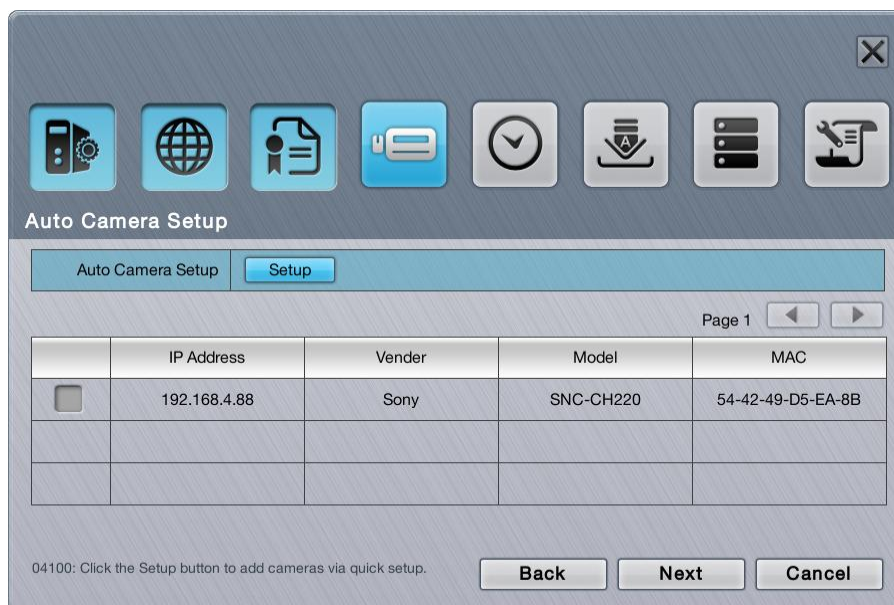 Auto Camera Setup
Auto Camera Setup Setup
Page 1
IP Address Vender Model MAC
192.168.4.88 Sony SNC-CH220 54-42-49-D5-EA-8B
04100: Click the Setup button to add cameras via quick setup.
Back Next Cancel